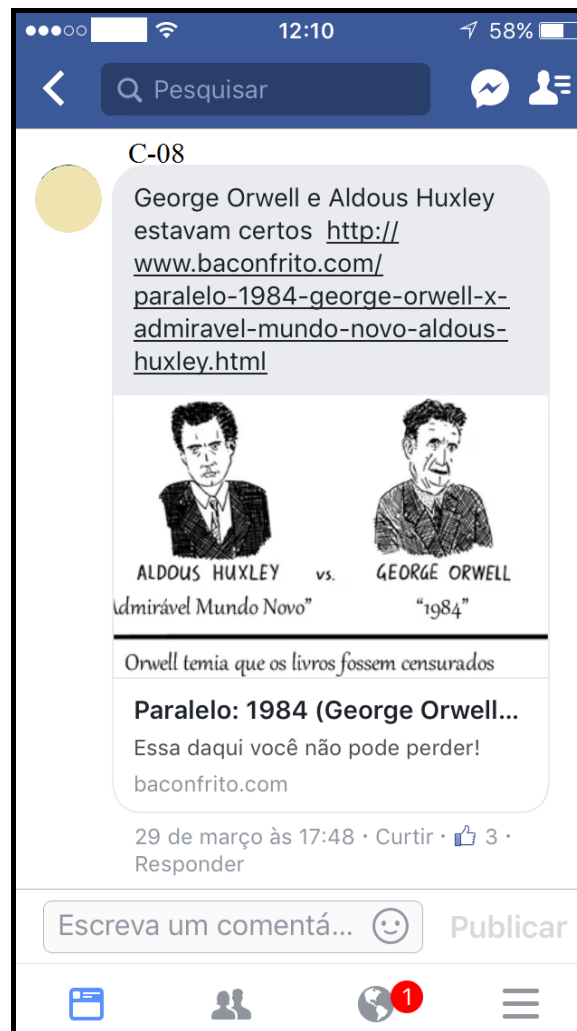 12:10
58%
Pesquisar
C-08
George Orwell e Aldous Huxley
estavam certos http://
www.baconfrito.com/
paralelo-1984-george-orwell-x-
admiravel-mundo-novo-aldous-
huxley.html
ALDOUS HUXLEY vs. GEORGE ORWELL
dmirável Mundo Novo" "1984"
Orwell temia que os livros fossem censurados
Paralelo: 1984 (George Orwell...
Essa daqui você não pode perder!
baconfrito.com
29 de março às 17:48 · Curtir · 3 ·
Responder
Escreva um comentá... Publicar
1